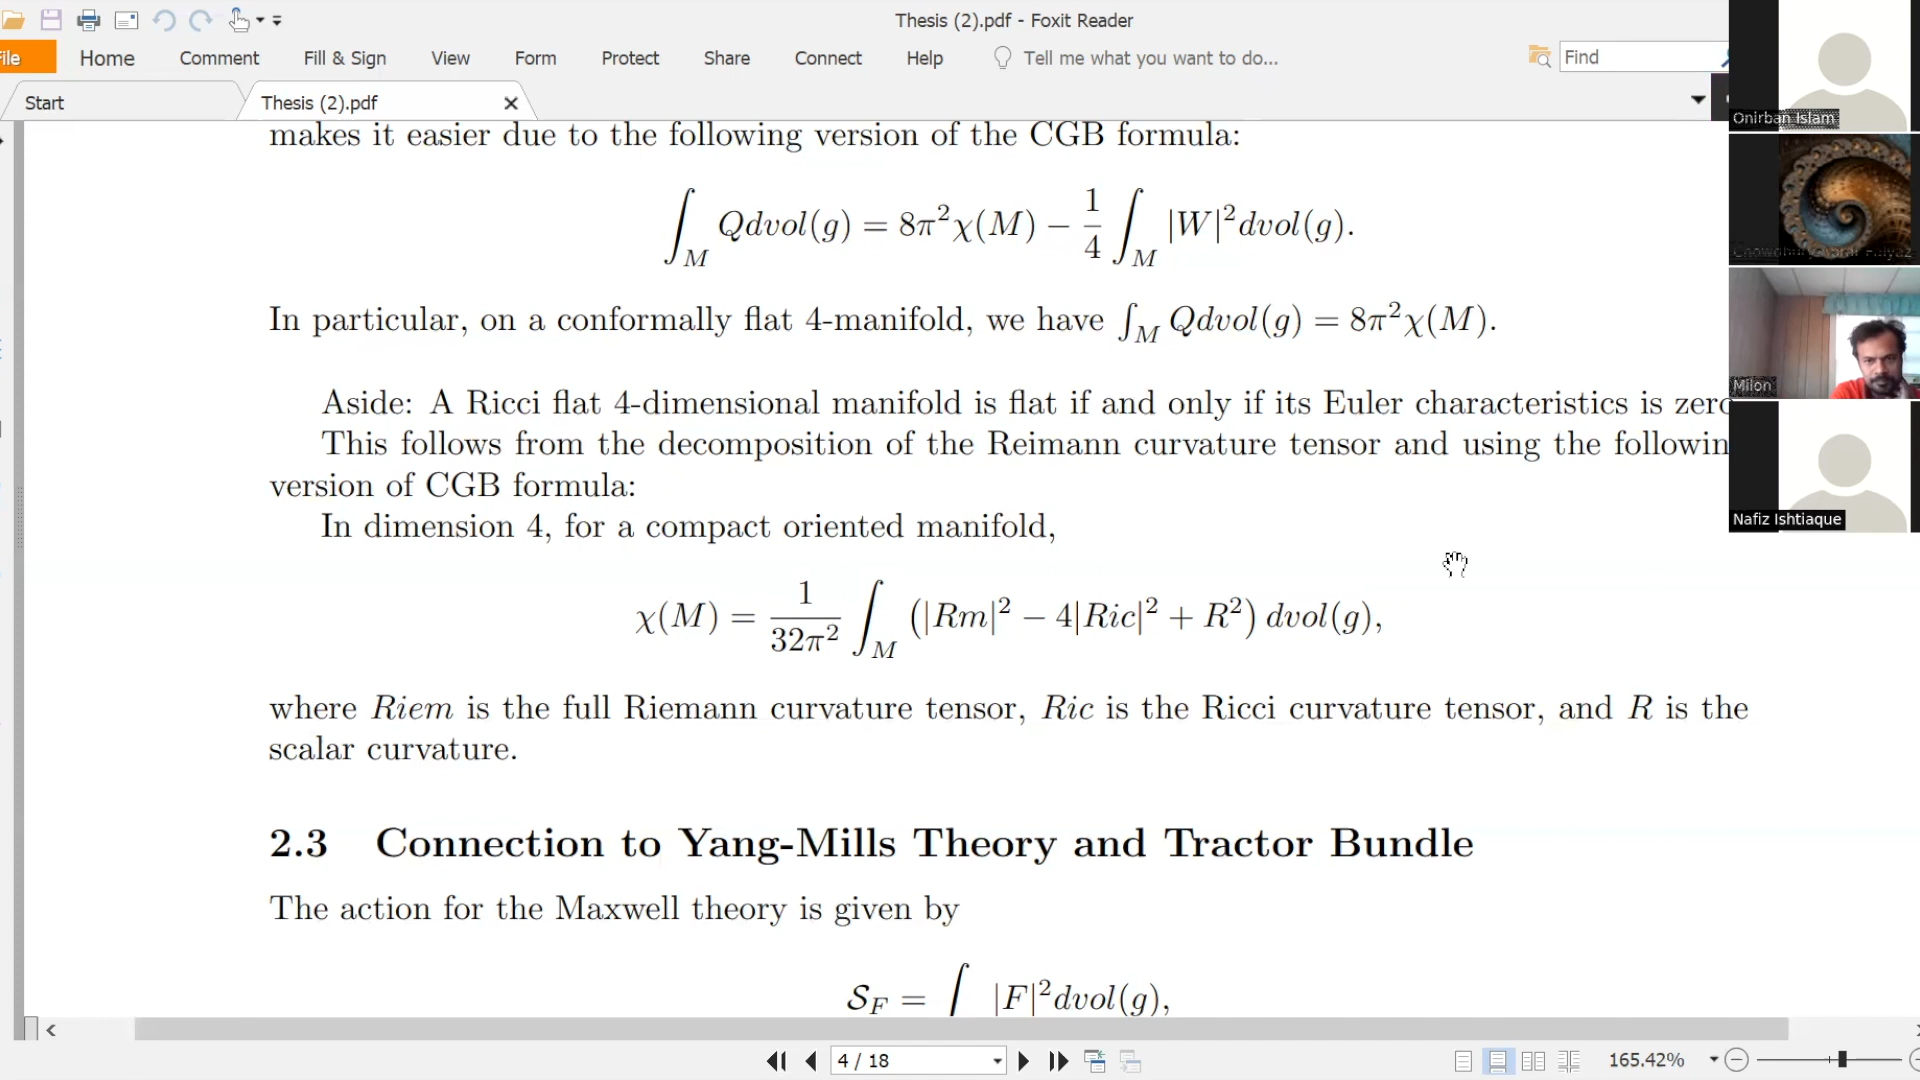 Thesis (2).pdf - Foxit Reader
File Home Comment Fill & Sign View Form Protect Share Connect Help Tell me what you want to do... Find
Start Thesis (2).pdf
makes it easier due to the following version of the CGB formula:
∫_M Qdvol(g) = 8π²χ(M) − 1/4 ∫_M |W|²dvol(g).
In particular, on a conformally flat 4-manifold, we have ∫_M Qdvol(g) = 8π²χ(M).
Aside: A Ricci flat 4-dimensional manifold is flat if and only if its Euler characteristics is zero
This follows from the decomposition of the Reimann curvature tensor and using the followin
version of CGB formula:
In dimension 4, for a compact oriented manifold,
χ(M) = 1/32π² ∫_M (|Rm|² − 4|Ric|² + R²) dvol(g),
where Riem is the full Riemann curvature tensor, Ric is the Ricci curvature tensor, and R is the
scalar curvature.
2.3 Connection to Yang-Mills Theory and Tractor Bundle
The action for the Maxwell theory is given by
S_F = ∫ |F|²dvol(g),
4 / 18
165.42%
Onirban Islam
Milon
Nafiz Ishtiaque